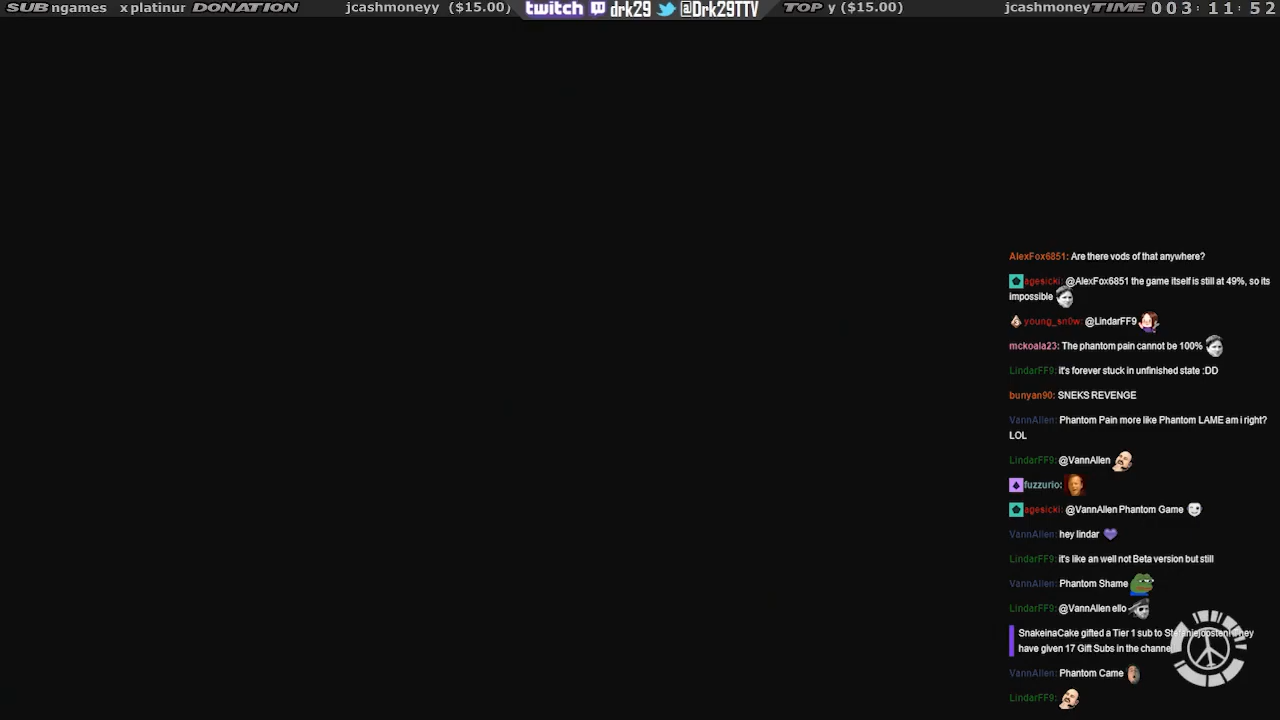 SUB ngames x platinur DONATION jcashmoneyy ($15.00) twitch drk29 @Drk29TTV TOP y ($15.00) jcashmoney TIME 003:11:52
AlexFox6851: Are there vods of that anywhere?
agesicki: @AlexFox6851 the game itself is still at 49%, so its
impossible
young_sn0w: @LindarFF9
mckoala23: The phantom pain cannot be 100%
LindarFF9: it's forever stuck in unfinished state :DD
bunyan90: SNEKS REVENGE
VannAllen: Phantom Pain more like Phantom LAME am i right?
LOL
LindarFF9: @VannAllen
fuzzurio:
agesicki: @VannAllen Phantom Game
VannAllen: hey lindar
LindarFF9: it's like an well not Beta version but still
VannAllen: Phantom Shame
LindarFF9: @VannAllen ello
SnakeinaCake gifted a Tier 1 sub to Stefaniejoosten! They
have given 17 Gift Subs in the channel
VannAllen: Phantom Came
LindarFF9: